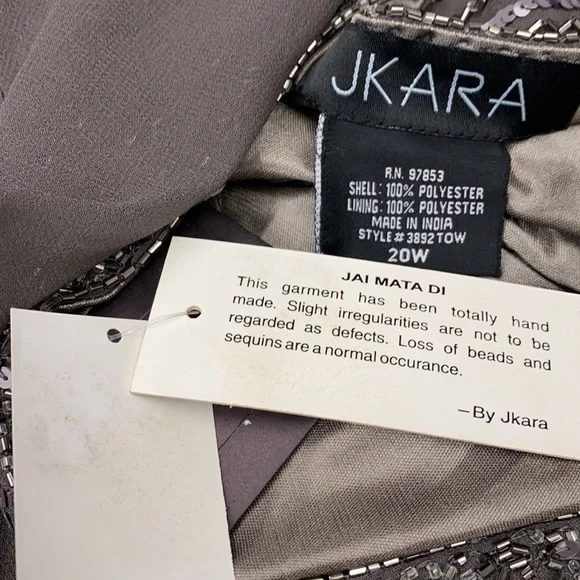 JKARA
R.N. 97853
SHELL: 100% POLYESTER
LINING: 100% POLYESTER
MADE IN INDIA
STYLE # 3892TOW
20W
JAI MATA DI
This garment has been totally hand
made. Slight irregularities are not to be
regarded as defects. Loss of beads and
sequins are a normal occurance.
–By Jkara